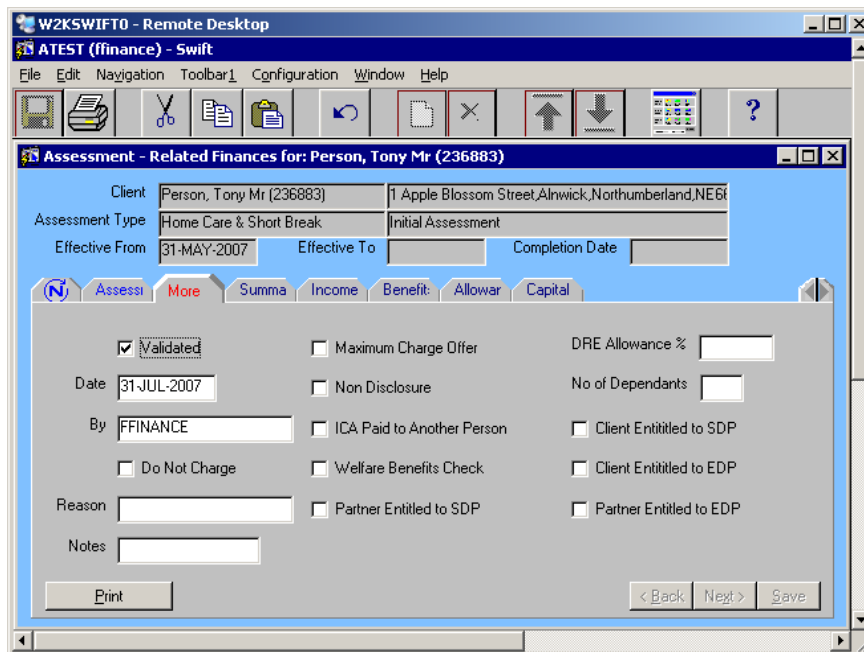 W2KSWIFT0 - Remote Desktop
ATEST (ffinance) - Swift
File Edit Navigation Toolbar1 Configuration Window Help
?
Assessment - Related Finances for: Person, Tony Mr (236883)
Client Person, Tony Mr (236883) 1 Apple Blossom Street,Alnwick,Northumberland,NE66
Assessment Type Home Care & Short Break Initial Assessment
Effective From 31-MAY-2007 Effective To Completion Date
N Assessi More Summa Income Benefit: Allowar Capital
Validated Maximum Charge Offer DRE Allowance %
Date 31-JUL-2007 Non Disclosure No of Dependants
By FFINANCE ICA Paid to Another Person Client Entititled to SDP
Do Not Charge Welfare Benefits Check Client Entititled to EDP
Reason Partner Entitled to SDP Partner Entitled to EDP
Notes
Print < Back Next > Save